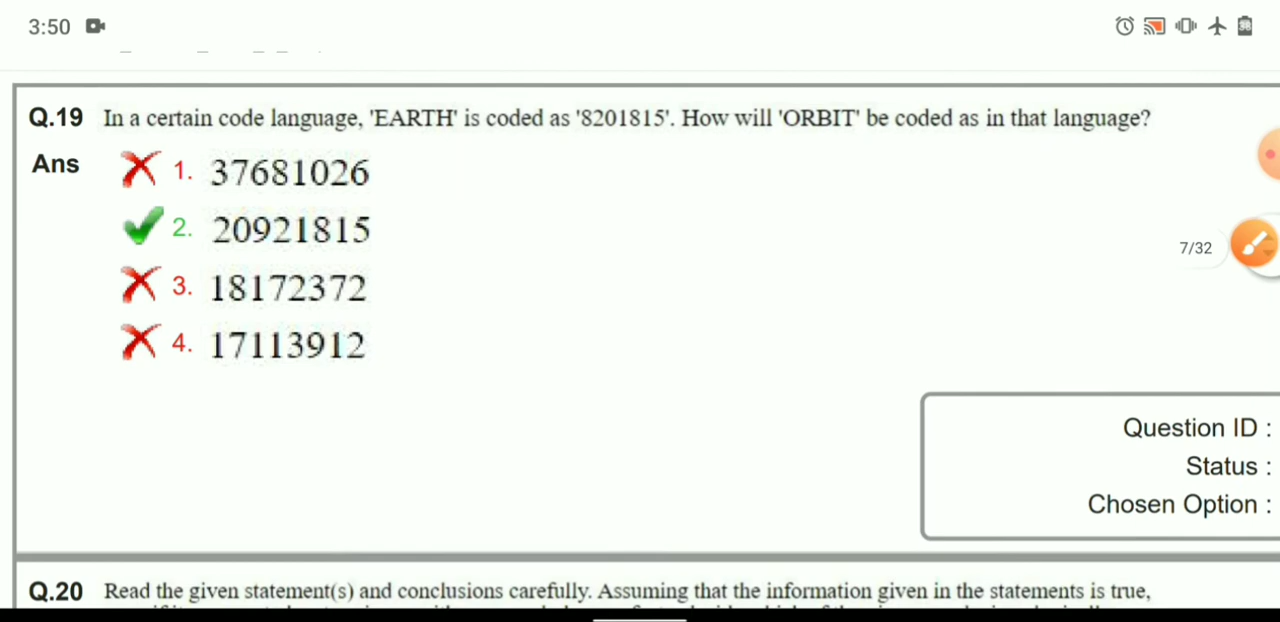 3:50
Q.19 In a certain code language, 'EARTH' is coded as '8201815'. How will 'ORBIT' be coded as in that language?
Ans 1. 37681026
2. 20921815
3. 18172372
4. 17113912
7/32
Question ID :
Status :
Chosen Option :
Q.20 Read the given statement(s) and conclusions carefully. Assuming that the information given in the statements is true,